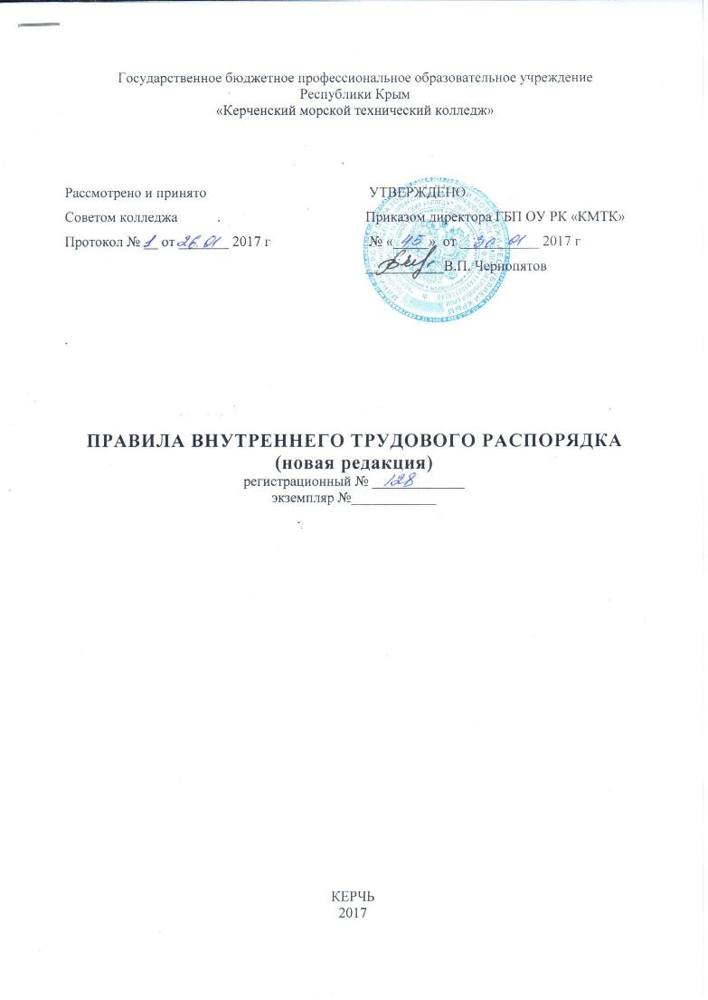 Государственное бюджетное профессиональное образовательное учреждение
Республики Крым
«Керченский морской технический колледж»
Рассмотрено и принято
Советом колледжа
Протокол № 1 от 26.01 2017 г
УТВЕРЖДЕНО
Приказом директора ГБП ОУ РК «КМТК»
№ « 45 » от 30. 01 2017 г
В.П. Чернопятов
ПРАВИЛА ВНУТРЕННЕГО ТРУДОВОГО РАСПОРЯДКА
(новая редакция)
регистрационный № 128
экземпляр №____________
КЕРЧЬ
2017